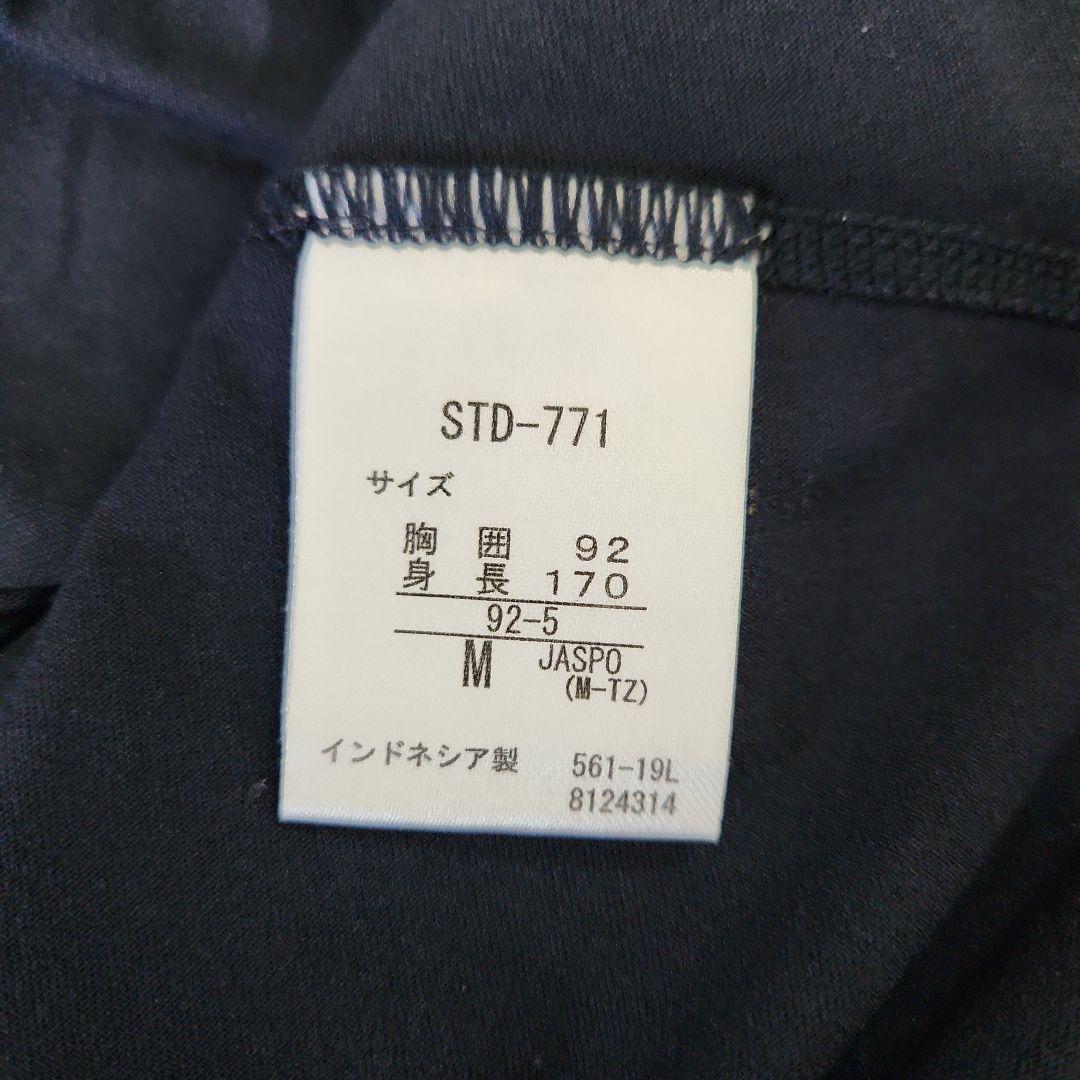 STD-771
サイズ
胸 囲 92
身 長 170
92-5
M JASPO
(M-TZ)
インドネシア製 561-19L
8124314